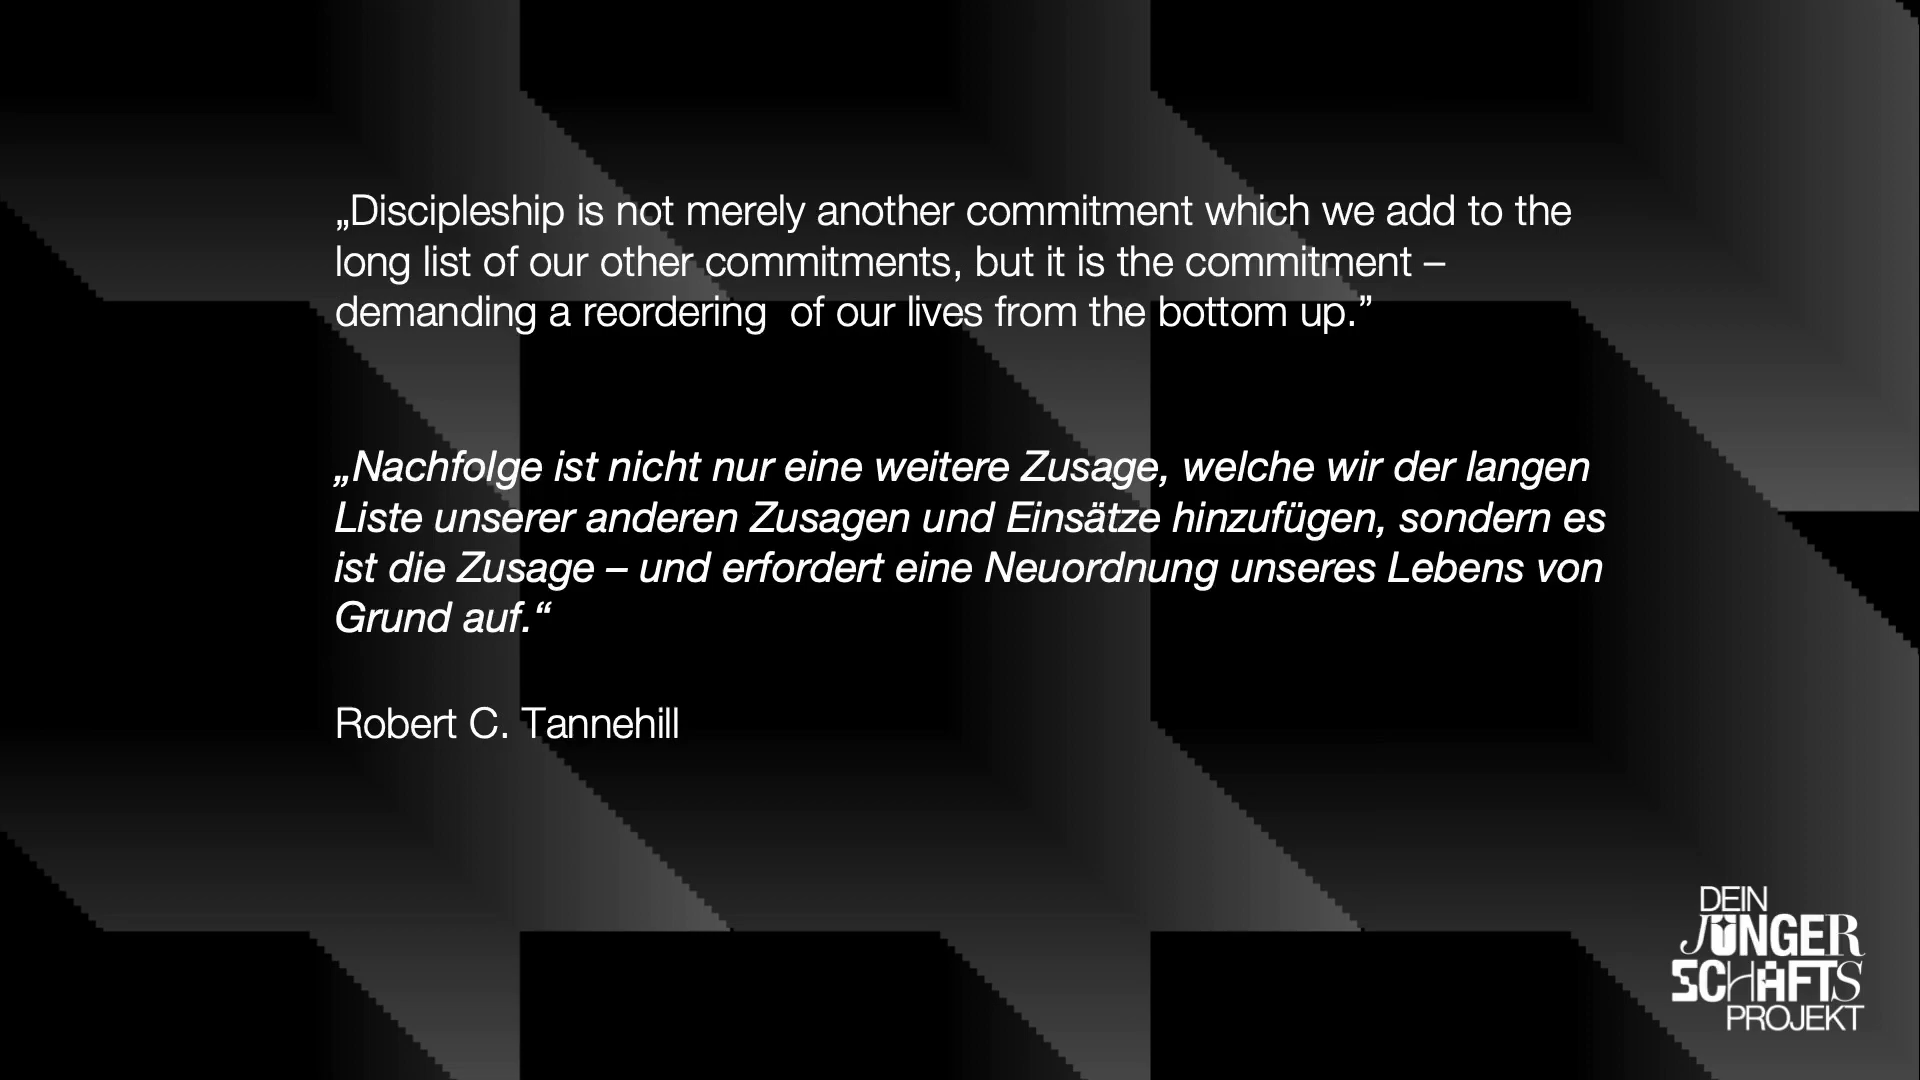 „Discipleship is not merely another commitment which we add to the
long list of our other commitments, but it is the commitment –
demanding a reordering  of our lives from the bottom up.”
„Nachfolge ist nicht nur eine weitere Zusage, welche wir der langen
Liste unserer anderen Zusagen und Einsätze hinzufügen, sondern es
ist die Zusage – und erfordert eine Neuordnung unseres Lebens von
Grund auf.“
Robert C. Tannehill
DEIN
JÜNGER
SCHAFTS
PROJEKT